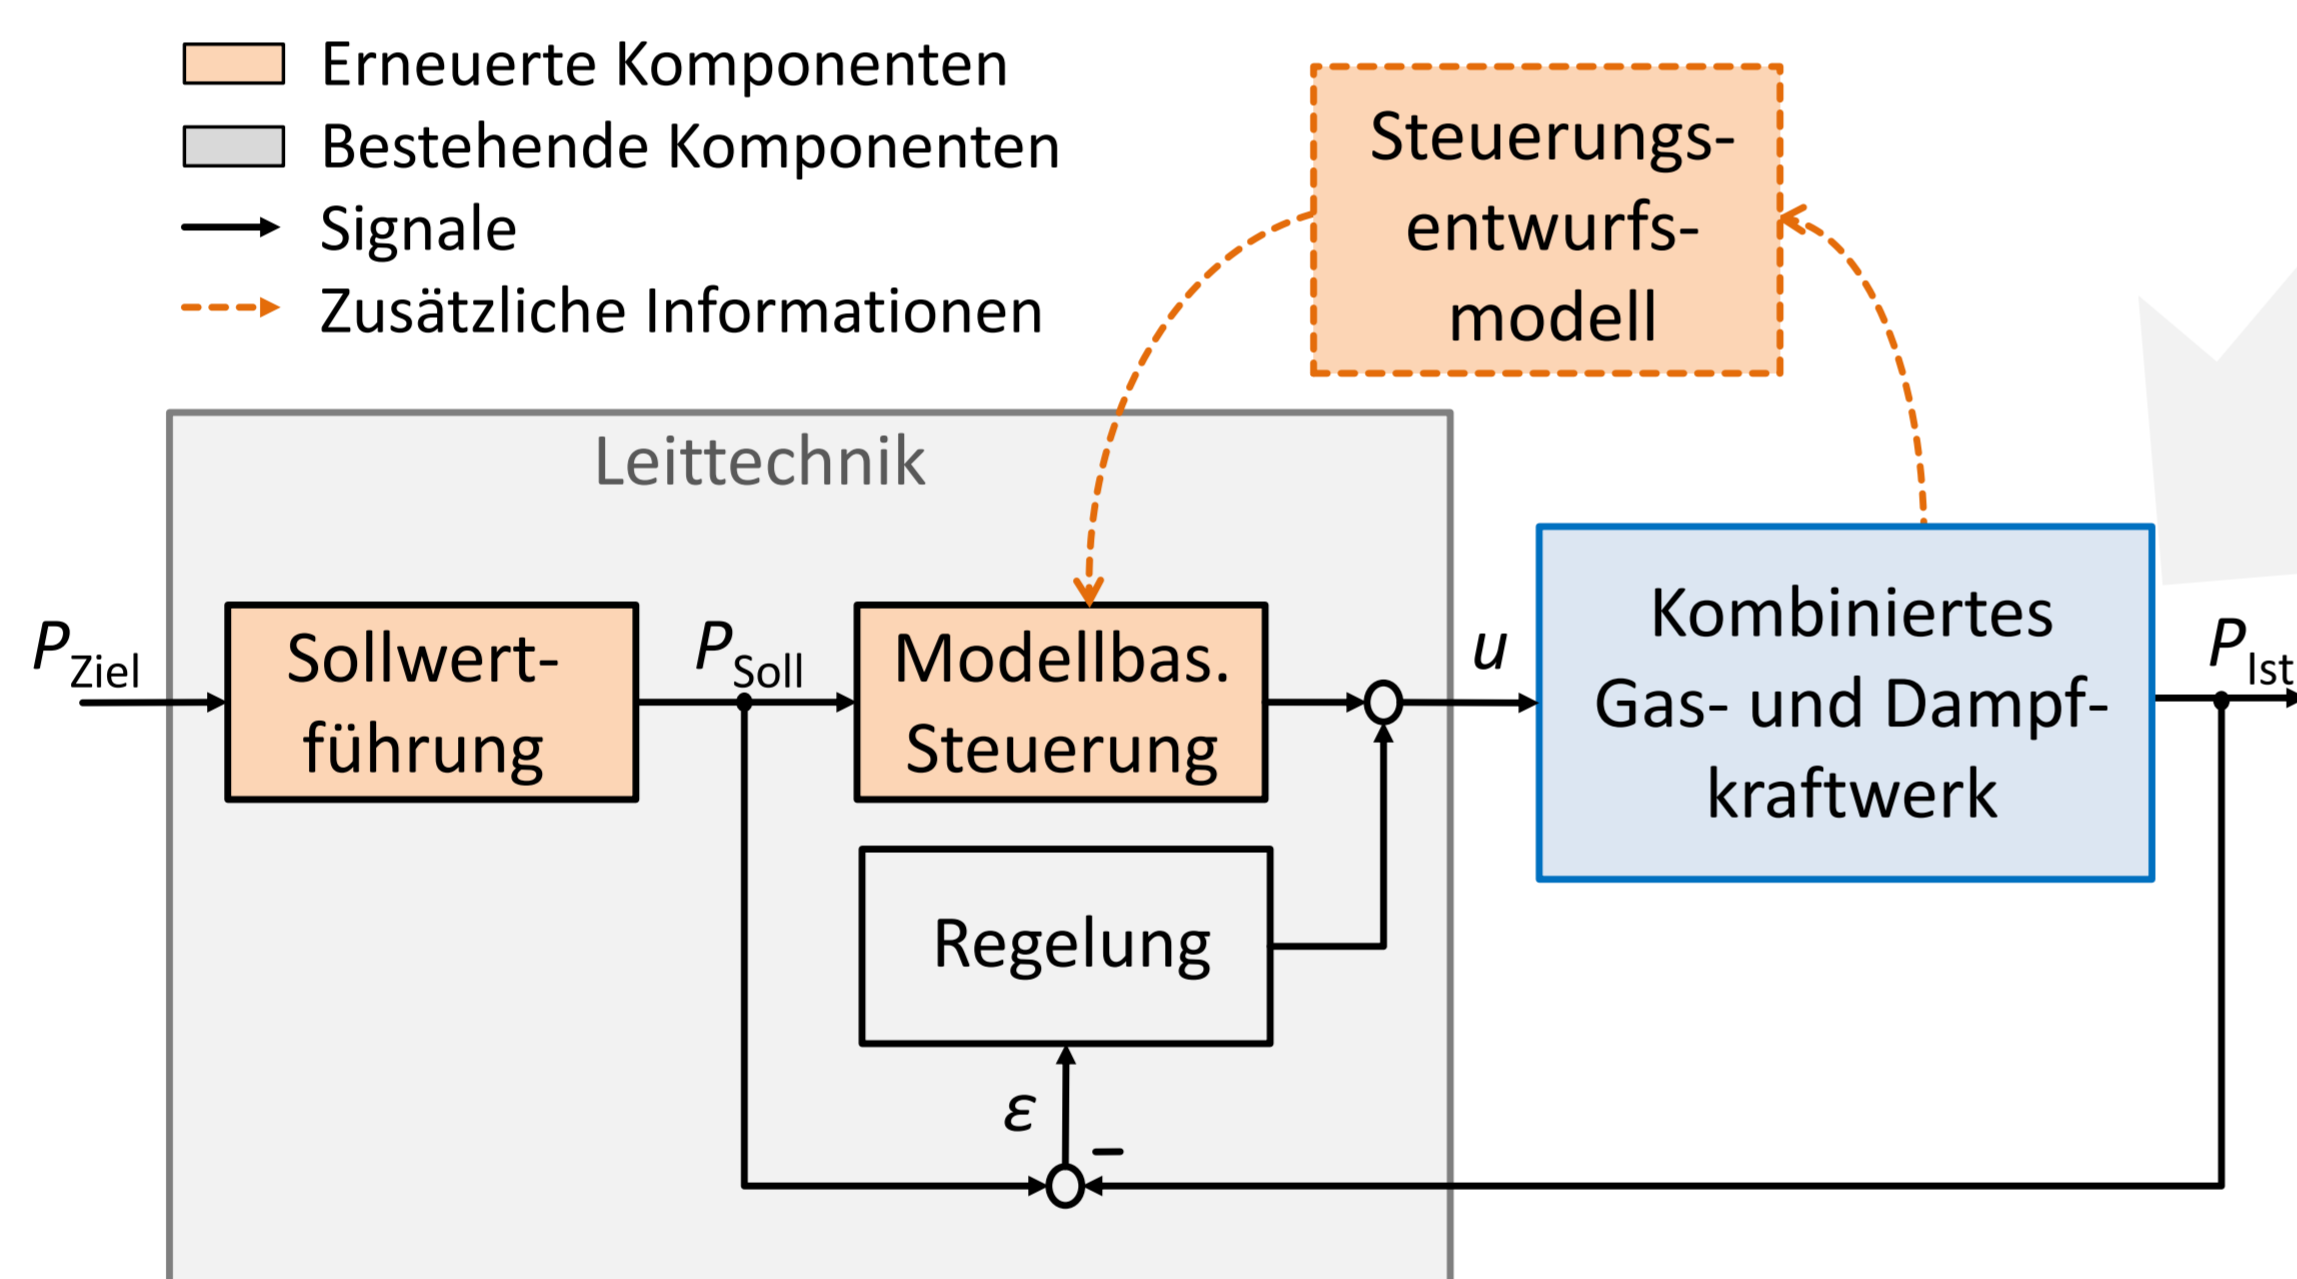 Erneuerte Komponenten
Bestehende Komponenten
Signale
Zusätzliche Informationen
Steuerungs-
entwurfs-
modell
Leittechnik
P_Ziel
Sollwert-
führung
P_Soll
Modellbas.
Steuerung
u
Kombiniertes
Gas- und Dampf-
kraftwerk
P_Ist
Regelung
ε
–